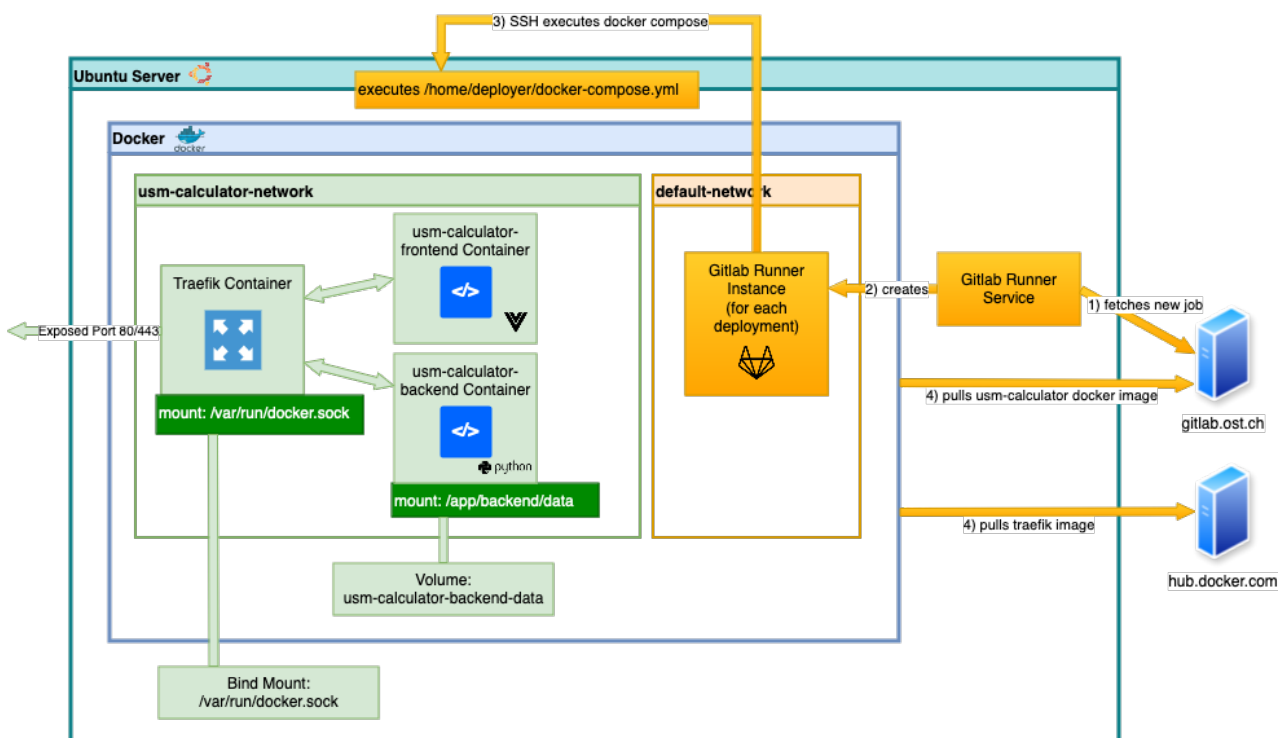 3) SSH executes docker compose
Ubuntu Server
executes /home/deployer/docker-compose.yml
Docker
docker
usm-calculator-network
default-network
usm-calculator-
frontend Container
Traefik Container
Gitlab Runner
Instance
(for each
deployment)
2) creates
Gitlab Runner
Service
1) fetches new job
Exposed Port 80/443
usm-calculator-
backend Container
python
mount: /var/run/docker.sock
mount: /app/backend/data
4) pulls usm-calculator docker image
gitlab.ost.ch
4) pulls traefik image
hub.docker.com
Volume:
usm-calculator-backend-data
Bind Mount:
/var/run/docker.sock